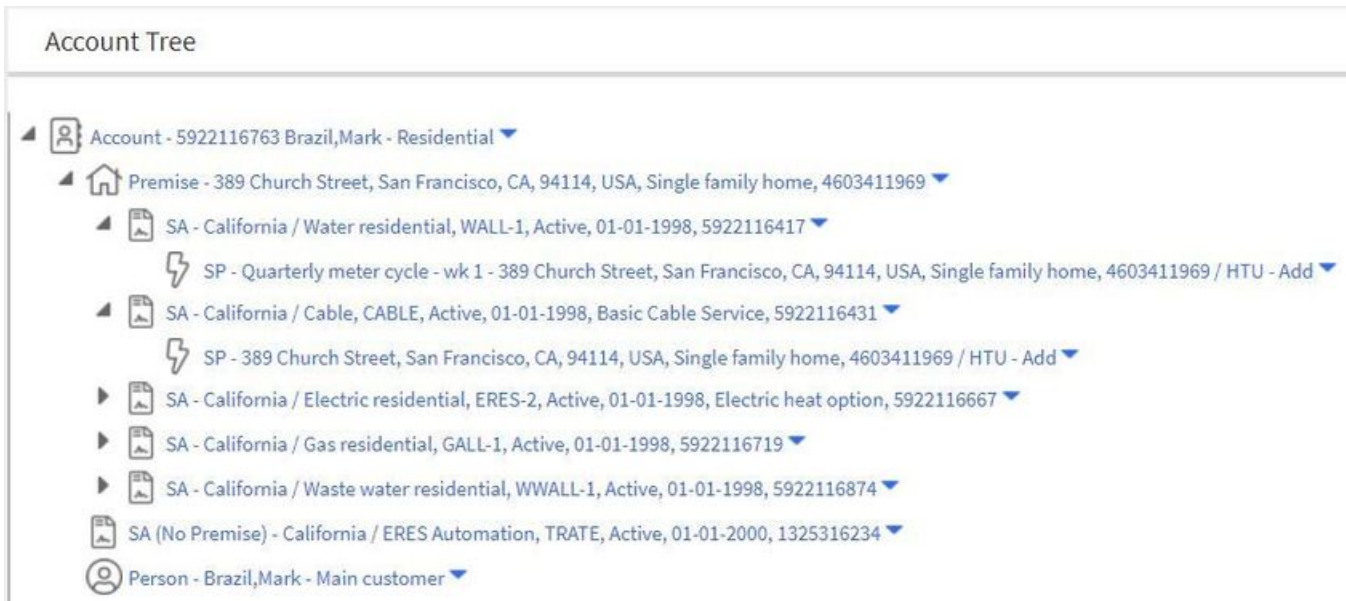 Account Tree
Account - 5922116763 Brazil,Mark - Residential
Premise - 389 Church Street, San Francisco, CA, 94114, USA, Single family home, 4603411969
SA - California / Water residential, WALL-1, Active, 01-01-1998, 5922116417
SP - Quarterly meter cycle - wk 1 - 389 Church Street, San Francisco, CA, 94114, USA, Single family home, 4603411969 / HTU - Add
SA - California / Cable, CABLE, Active, 01-01-1998, Basic Cable Service, 5922116431
SP - 389 Church Street, San Francisco, CA, 94114, USA, Single family home, 4603411969 / HTU - Add
SA - California / Electric residential, ERES-2, Active, 01-01-1998, Electric heat option, 5922116667
SA - California / Gas residential, GALL-1, Active, 01-01-1998, 5922116719
SA - California / Waste water residential, WWALL-1, Active, 01-01-1998, 5922116874
SA (No Premise) - California / ERES Automation, TRATE, Active, 01-01-2000, 1325316234
Person - Brazil,Mark - Main customer